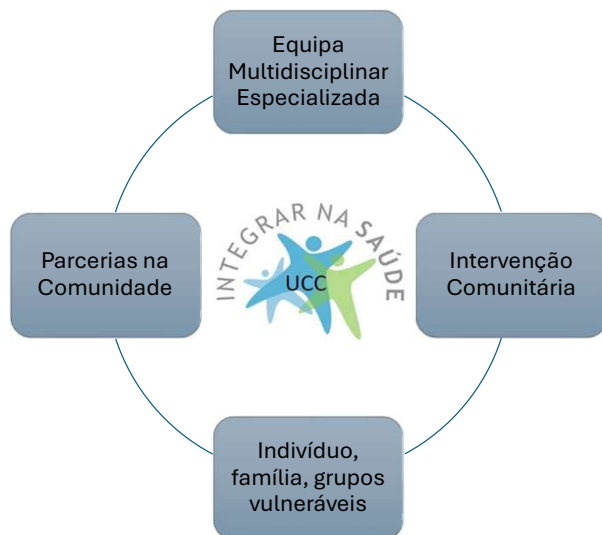 Equipa
Multidisciplinar
Especializada
Parcerias na
Comunidade
INTEGRAR NA SAÚDE
UCC
Intervenção
Comunitária
Indivíduo,
família, grupos
vulneráveis